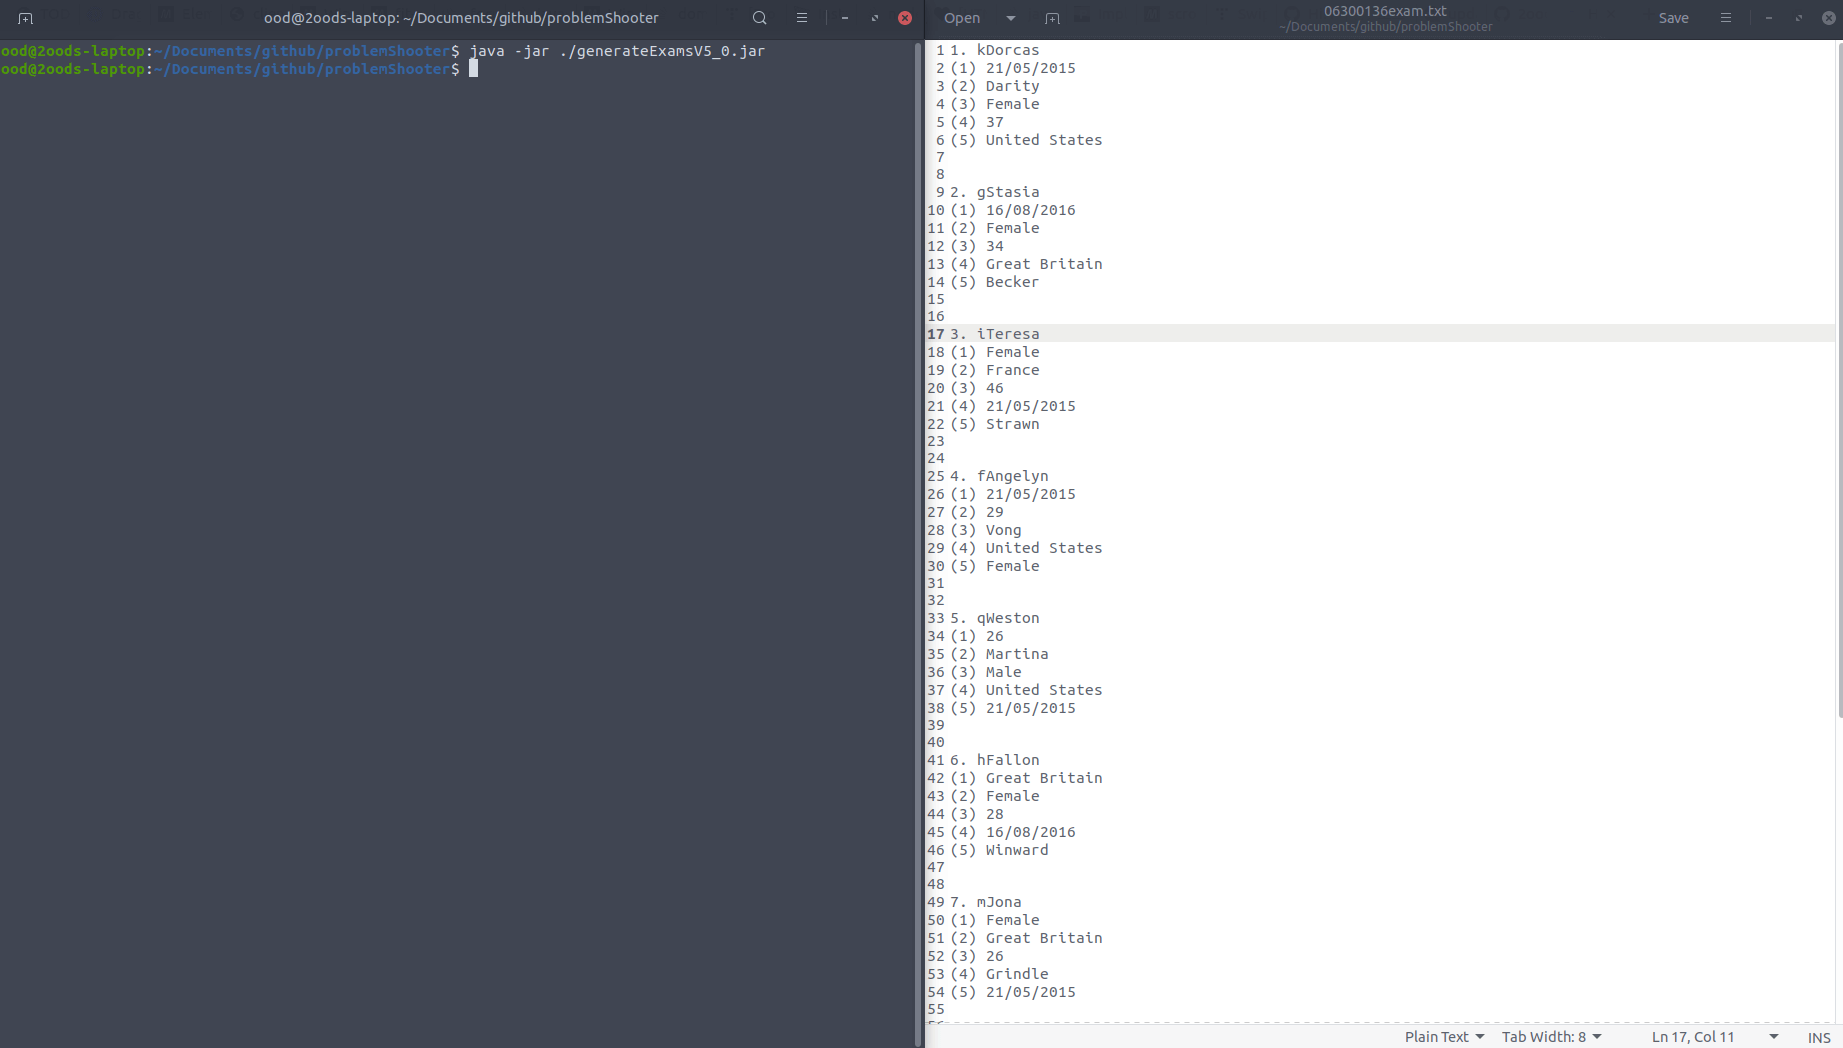 ood@2oods-laptop: ~/Documents/github/problemShooter
ood@2oods-laptop:~/Documents/github/problemShooter$ java -jar ./generateExamsV5_0.jar
ood@2oods-laptop:~/Documents/github/problemShooter$
Open
06300136exam.txt
~/Documents/github/problemShooter
Save
1 1. kDorcas
2 (1) 21/05/2015
3 (2) Darity
4 (3) Female
5 (4) 37
6 (5) United States
7
8
9 2. gStasia
10 (1) 16/08/2016
11 (2) Female
12 (3) 34
13 (4) Great Britain
14 (5) Becker
15
16
17 3. iTeresa
18 (1) Female
19 (2) France
20 (3) 46
21 (4) 21/05/2015
22 (5) Strawn
23
24
25 4. fAngelyn
26 (1) 21/05/2015
27 (2) 29
28 (3) Vong
29 (4) United States
30 (5) Female
31
32
33 5. qWeston
34 (1) 26
35 (2) Martina
36 (3) Male
37 (4) United States
38 (5) 21/05/2015
39
40
41 6. hFallon
42 (1) Great Britain
43 (2) Female
44 (3) 28
45 (4) 16/08/2016
46 (5) Winward
47
48
49 7. mJona
50 (1) Female
51 (2) Great Britain
52 (3) 26
53 (4) Grindle
54 (5) 21/05/2015
55
Plain Text
Tab Width: 8
Ln 17, Col 11
INS